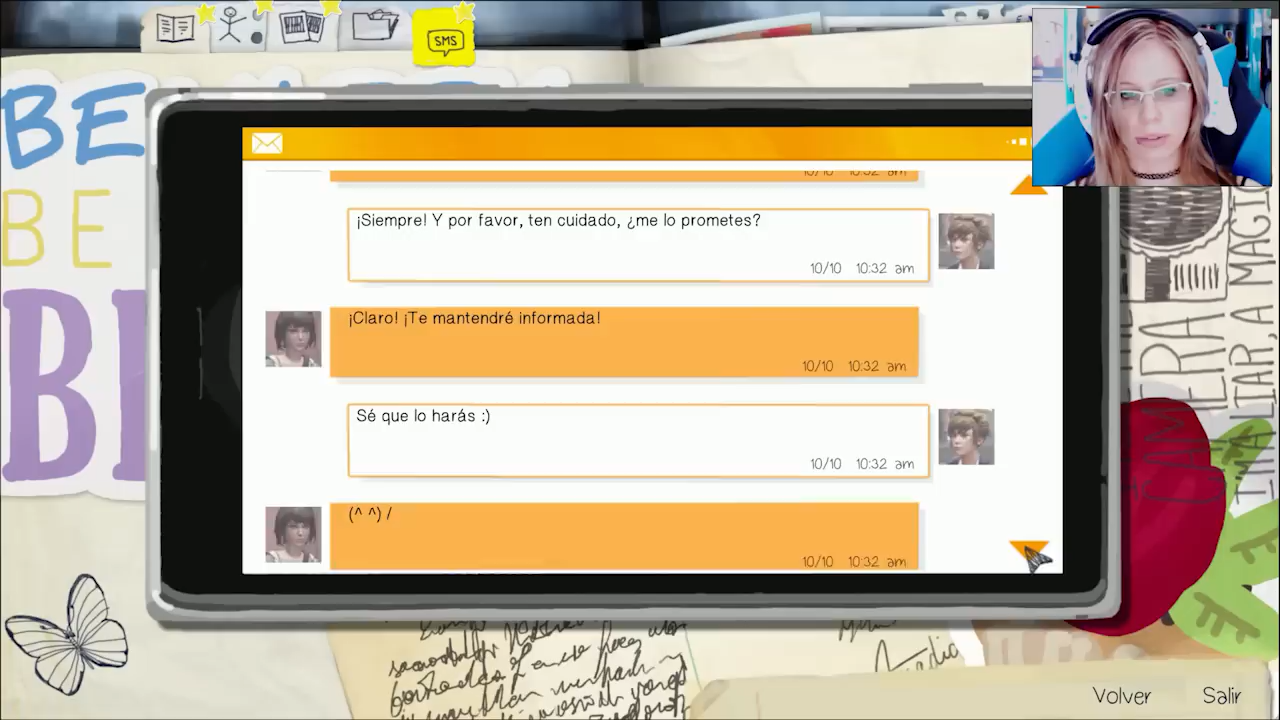 SMS
BE
BE
10/10 10:32 am
¡Siempre! Y por favor, ten cuidado, ¿me lo prometes?
10/10 10:32 am
¡Claro! ¡Te mantendré informada!
10/10 10:32 am
Sé que lo harás :)
10/10 10:32 am
(^ ^) /
10/10 10:32 am
CAMERA
Volver
Salir